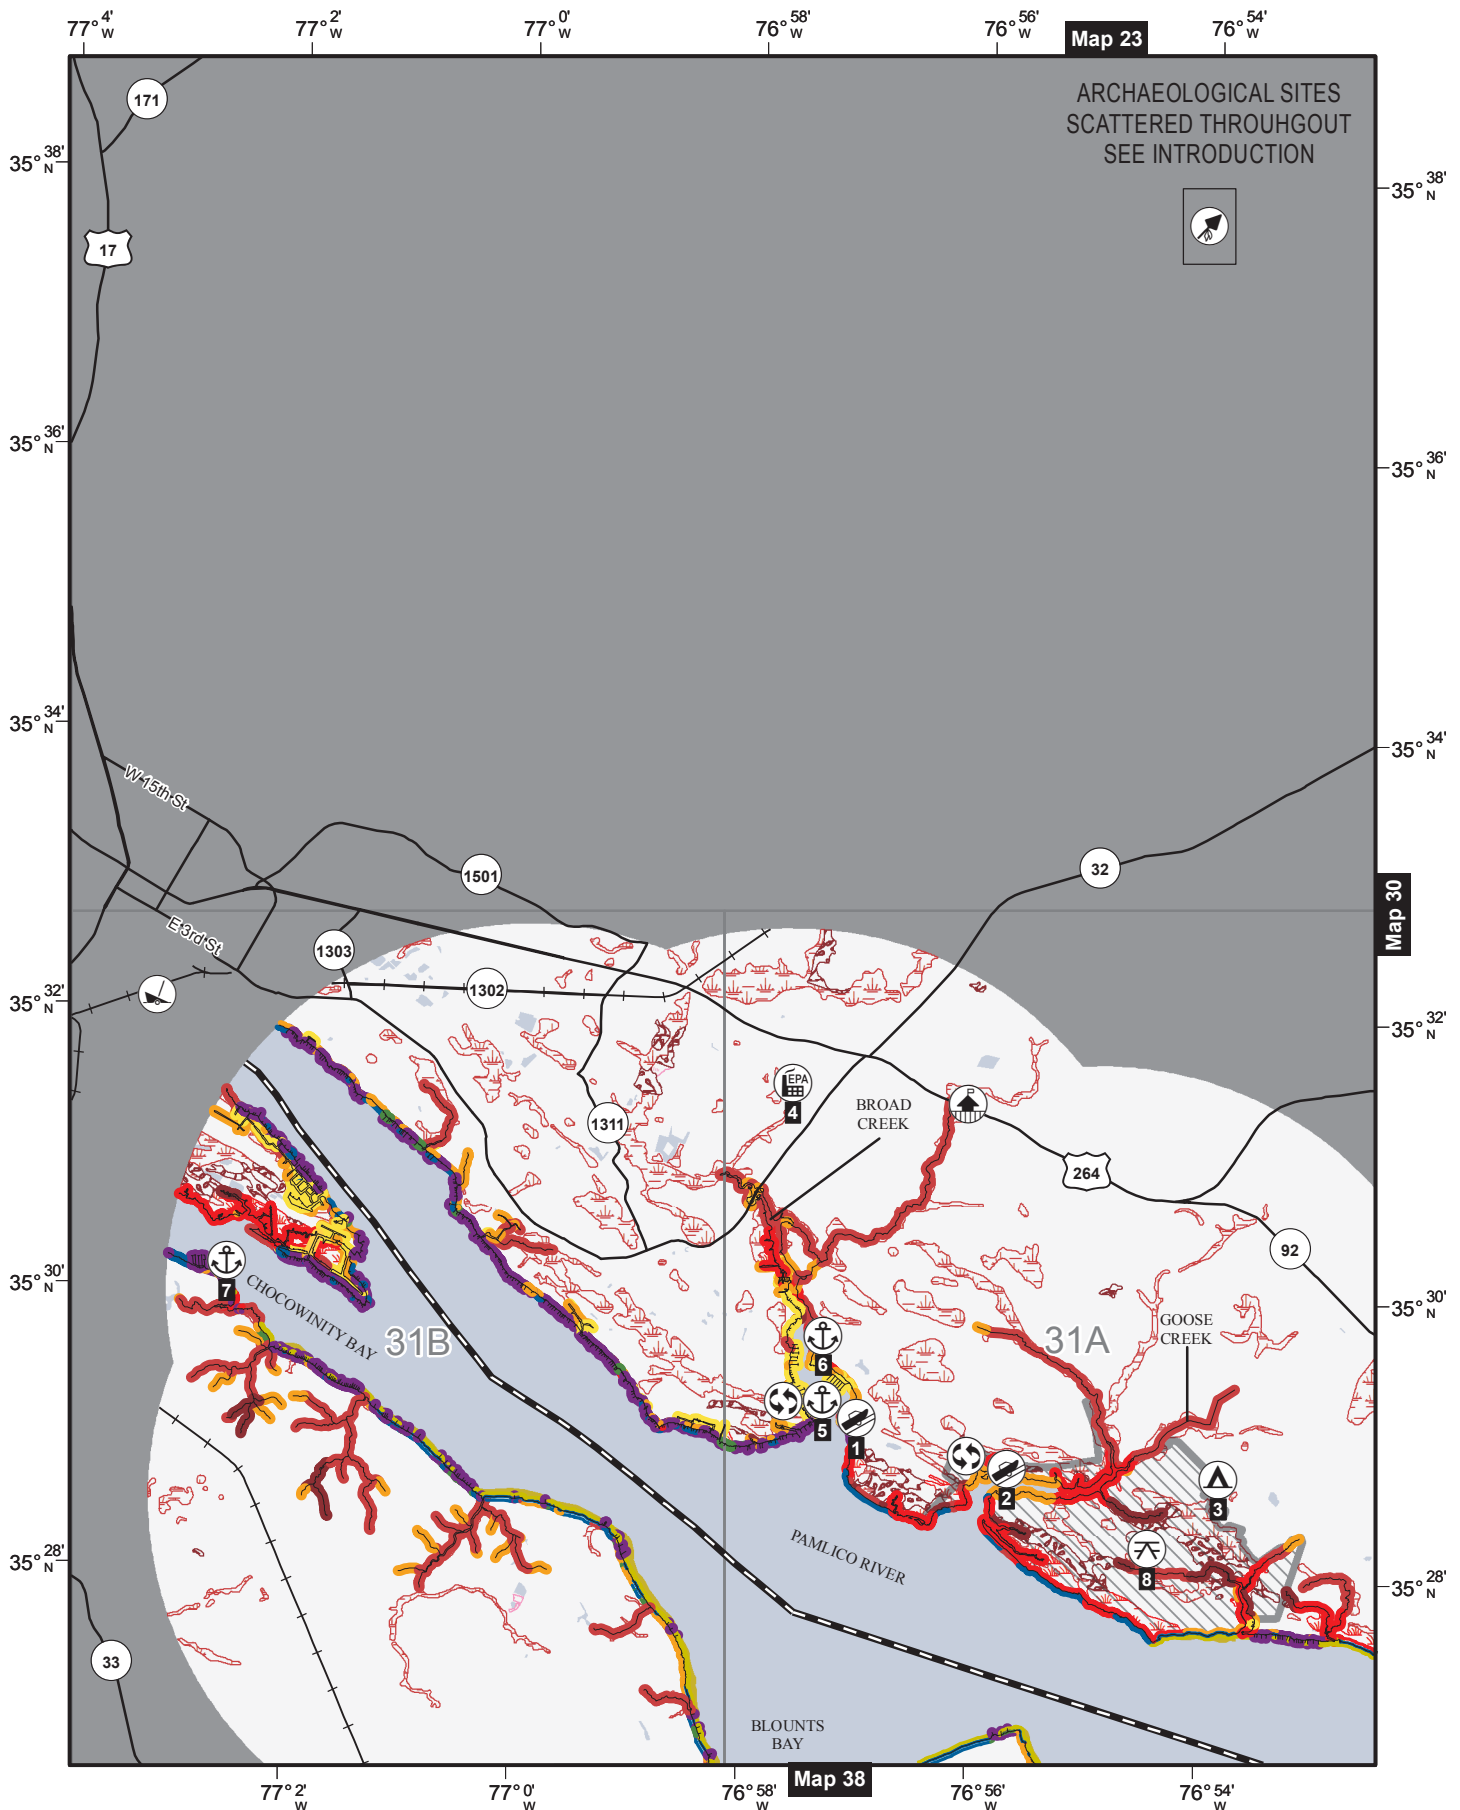 77° 4' W
77° 2' W
77° 0' W
76° 58' W
76° 56' W
Map 23
76° 54' W
ARCHAEOLOGICAL SITES
SCATTERED THROUHGOUT
SEE INTRODUCTION
171
35° 38' N
35° 38' N
17
35° 36' N
35° 36' N
35° 34' N
35° 34' N
W 15th St
1501
32
Map 30
E 3rd St
1303
1302
35° 32' N
35° 32' N
EPA
4
BROAD
CREEK
1311
264
92
35° 30' N
35° 30' N
7
CHOCOWINITY BAY
31B
31A
GOOSE
CREEK
6
5
1
2
3
8
PAMLICO RIVER
35° 28' N
35° 28' N
33
BLOUNTS
BAY
77° 2' W
77° 0' W
76° 58' W
Map 38
76° 56' W
76° 54' W